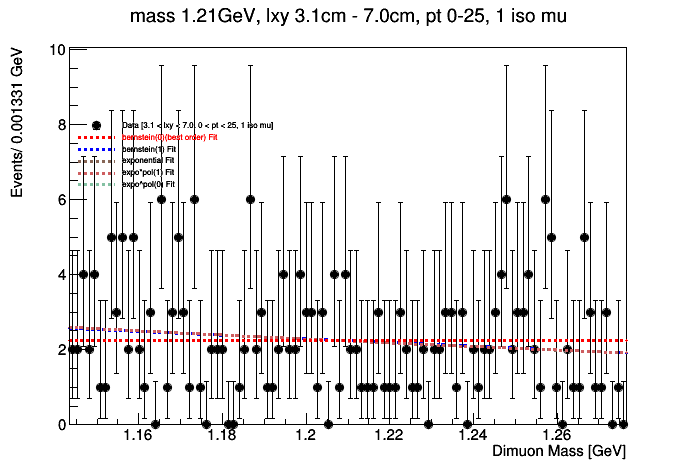 mass 1.21GeV, lxy 3.1cm - 7.0cm, pt 0-25, 1 iso mu
Events/ 0.001331 GeV
10
8
6
4
2
0
Data [3.1 < lxy < 7.0, 0 < pt < 25, 1 iso mu]
bernstein(0)(best order) Fit
bernstein(1) Fit
exponential Fit
expo*pol(1) Fit
expo*pol(0) Fit
1.16 1.18 1.2 1.22 1.24 1.26
Dimuon Mass [GeV]